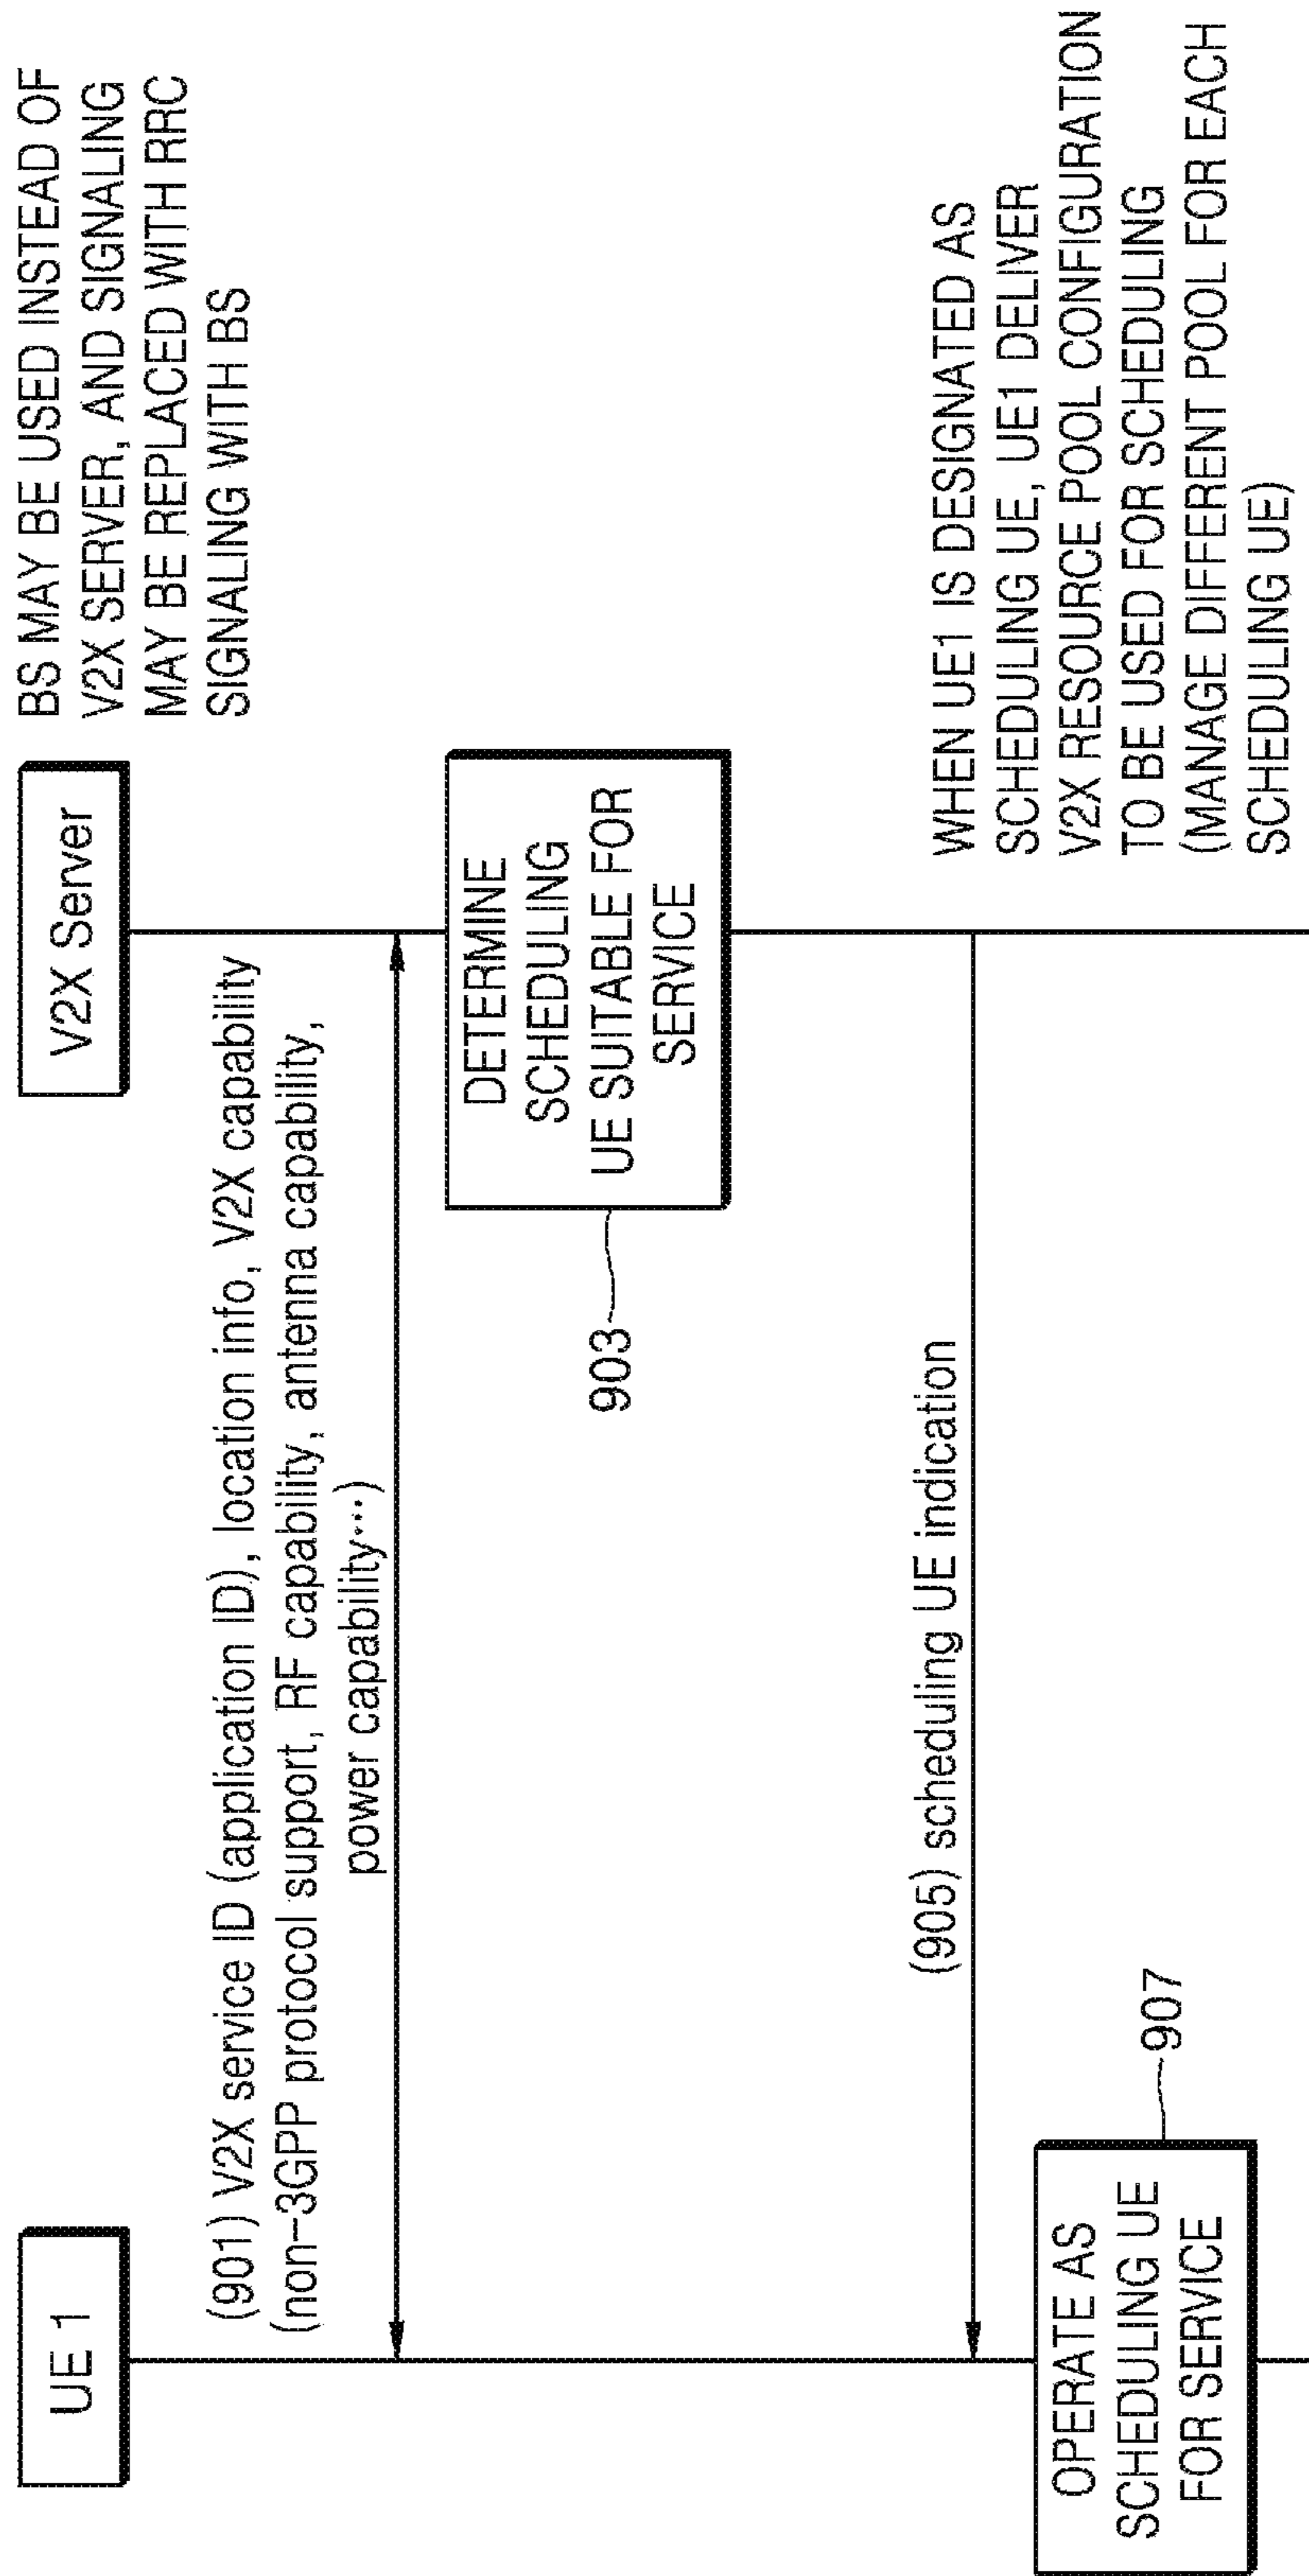 UE 1
V2X Server
BS MAY BE USED INSTEAD OF
V2X SERVER, AND SIGNALING
MAY BE REPLACED WITH RRC
SIGNALING WITH BS
(901) V2X service ID (application ID), location info, V2X capability
(non-3GPP protocol support, RF capability, antenna capability,
power capability···)
DETERMINE
SCHEDULING
UE SUITABLE FOR
SERVICE
903
(905) scheduling UE indication
WHEN UE1 IS DESIGNATED AS
SCHEDULING UE, UE1 DELIVER
V2X RESOURCE POOL CONFIGURATION
TO BE USED FOR SCHEDULING
(MANAGE DIFFERENT POOL FOR EACH
SCHEDULING UE)
OPERATE AS
SCHEDULING UE
FOR SERVICE
907